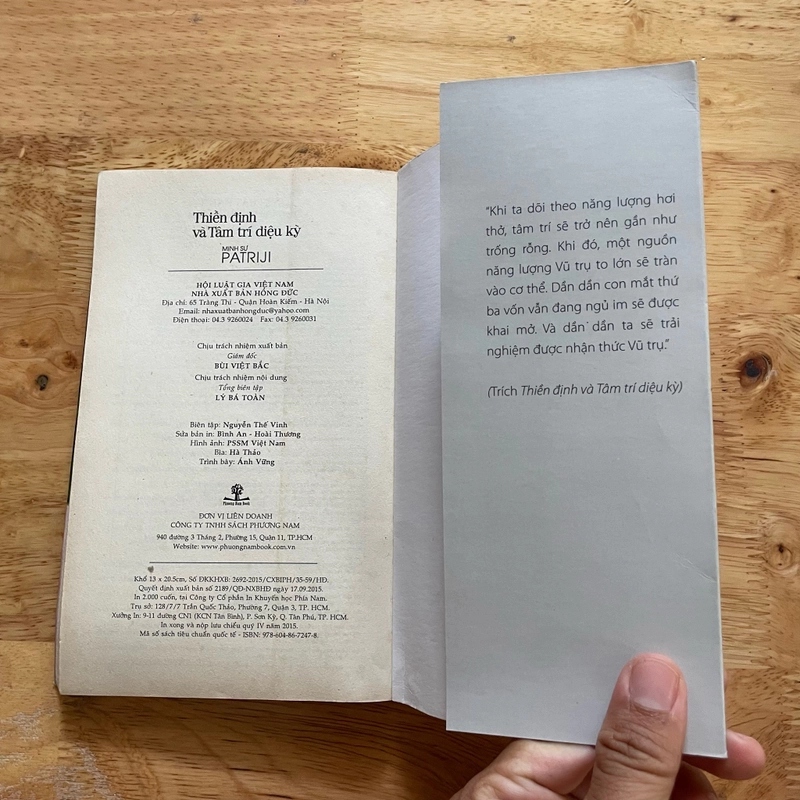 Thiền định
và Tâm trí diệu kỳ
MINH SƯ
PATRIJI
HỘI LUẬT GIA VIỆT NAM
NHÀ XUẤT BẢN HỒNG ĐỨC
Địa chỉ: 65 Tràng Thi - Quận Hoàn Kiếm - Hà Nội
Email: nhaxuatbanhongduc@yahoo.com
Điện thoại: 04.3 9260024 Fax: 04.3 9260031
Chịu trách nhiệm xuất bản
Giám đốc
BÙI VIỆT BẮC
Chịu trách nhiệm nội dung
Tổng biên tập
LÝ BÁ TOÀN
Biên tập: Nguyễn Thế Vinh
Sửa bản in: Bình An - Hoài Thương
Hình ảnh: PSSM Việt Nam
Bìa: Hà Thảo
Trình bày: Ánh Vững
Phuong Nam Book
ĐƠN VỊ LIÊN DOANH
CÔNG TY TNHH SÁCH PHƯƠNG NAM
940 đường 3 Tháng 2, Phường 15, Quận 11, TP.HCM
Website: www.phuongnambook.com.vn
Khổ 13 x 20.5cm, Số ĐKKHXB: 2692-2015/CXBIPH/35-59/HĐ.
Quyết định xuất bản số 2189/QĐ-NXBHĐ ngày 17.09.2015.
In 2.000 cuốn, tại Công ty Cổ phần In Khuyến học Phía Nam.
Trụ sở: 128/7/7 Trần Quốc Thảo, Phường 7, Quận 3, TP. HCM.
Xưởng In: 9-11 đường CN1 (KCN Tân Bình), P. Sơn Kỳ, Q. Tân Phú, TP. HCM.
In xong và nộp lưu chiểu quý IV năm 2015.
Mã số sách tiêu chuẩn quốc tế - ISBN: 978-604-86-7247-8.
“Khi ta dõi theo năng lượng hơi
thở, tâm trí sẽ trở nên gần như
trống rỗng. Khi đó, một nguồn
năng lượng Vũ trụ to lớn sẽ tràn
vào cơ thể. Dần dần con mắt thứ
ba vốn vẫn đang ngủ im sẽ được
khai mở. Và dần dần ta sẽ trải
nghiệm được nhận thức Vũ trụ.”
(Trích Thiền định và Tâm trí diệu kỳ)